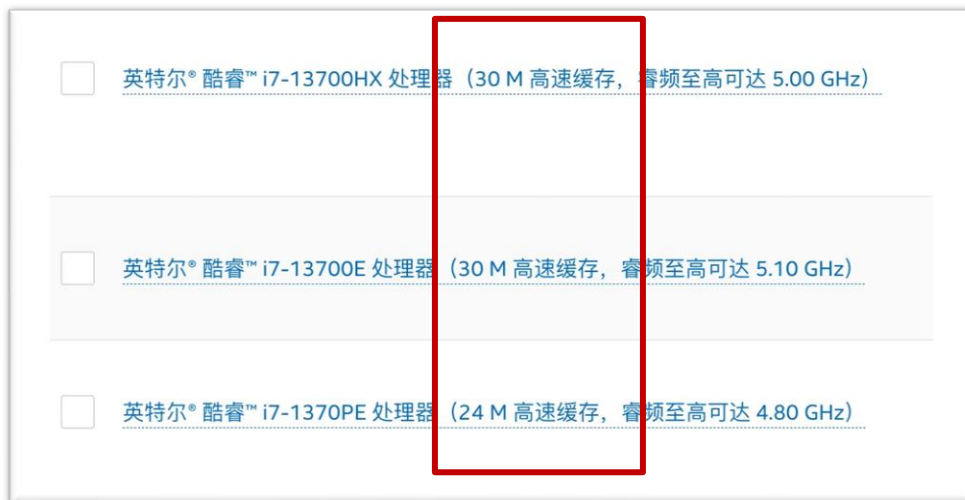 英特尔® 酷睿™ i7-13700HX 处理器（30 M 高速缓存，睿频至高可达 5.00 GHz）
英特尔® 酷睿™ i7-13700E 处理器（30 M 高速缓存，睿频至高可达 5.10 GHz）
英特尔® 酷睿™ i7-1370PE 处理器（24 M 高速缓存，睿频至高可达 4.80 GHz）